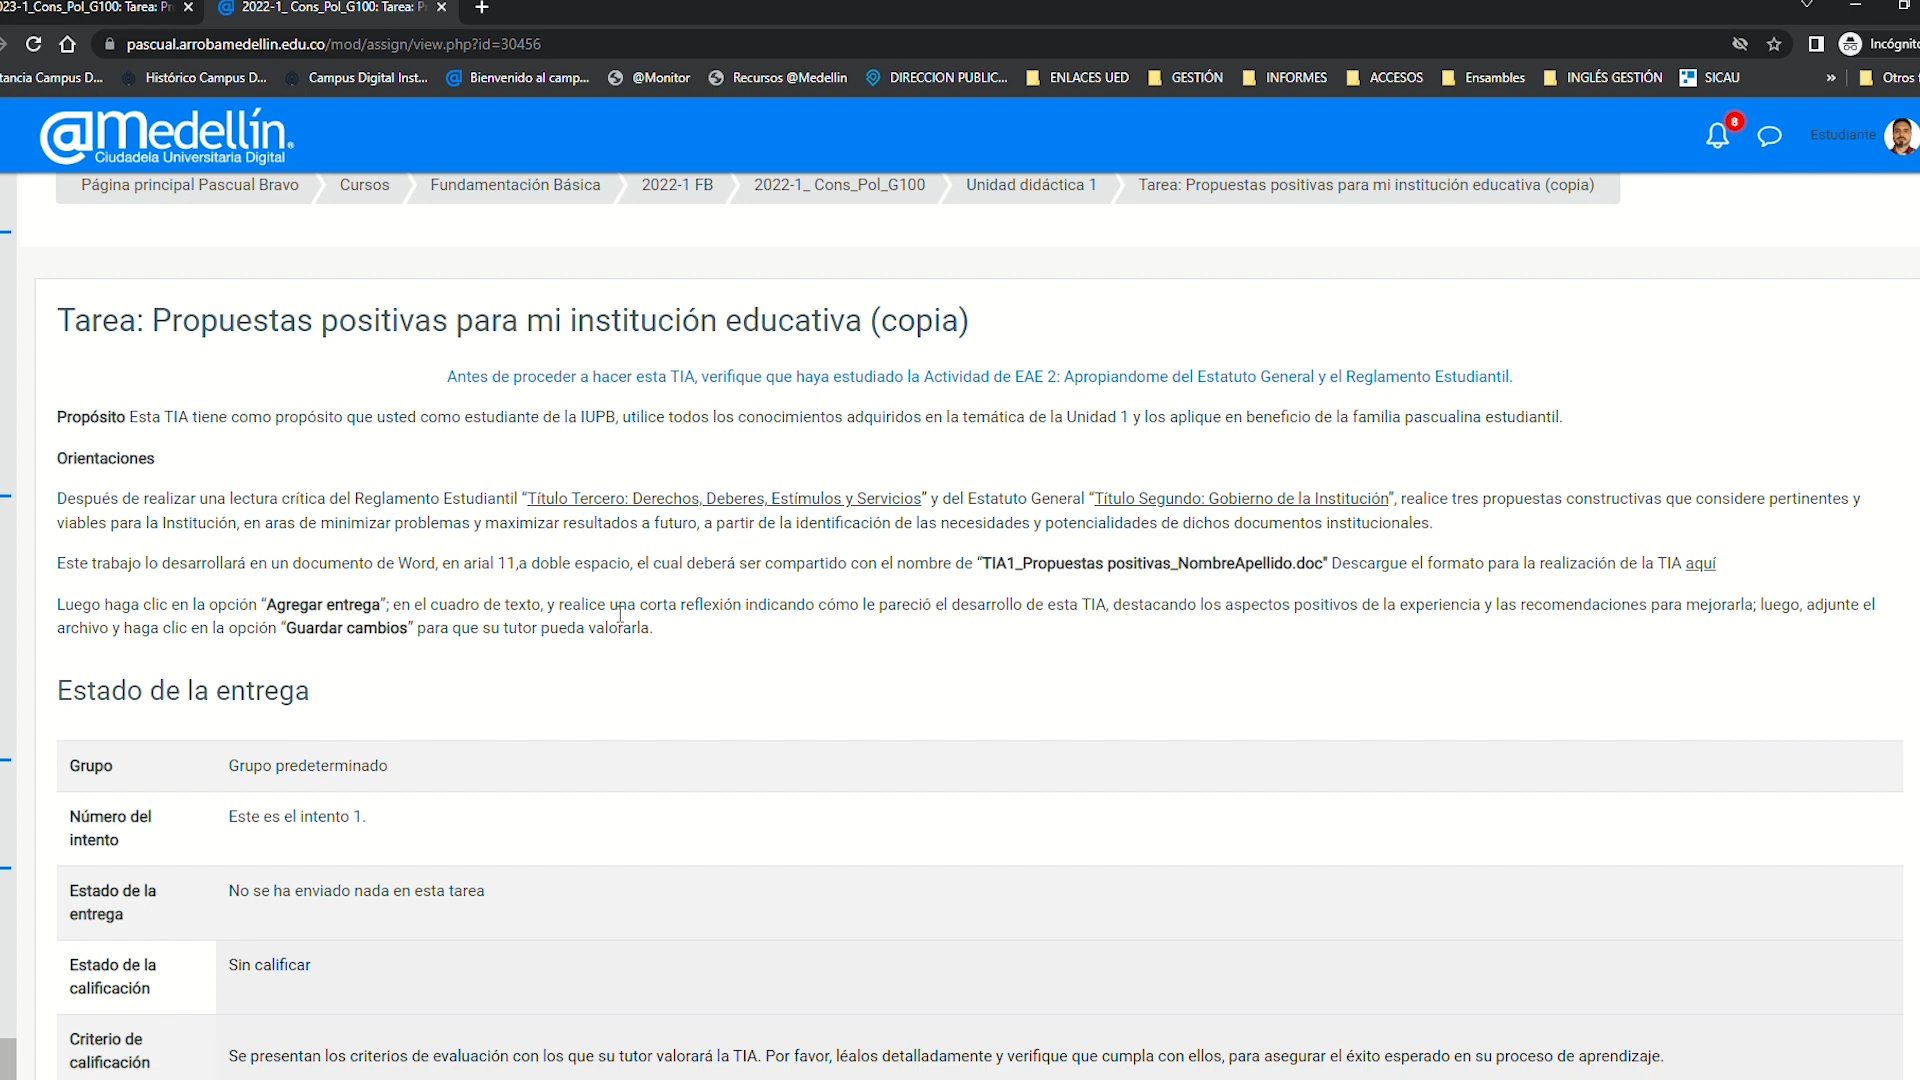 23-1_Cons_Pol_G100: Tarea: Pr
2022-1_ Cons_Pol_G100: Tarea: P
pascual.arrobamedellin.edu.co/mod/assign/view.php?id=30456
Incógnito
tancia Campus D...
Histórico Campus D...
Campus Digital Inst...
Bienvenido al camp...
@Monitor
Recursos @Medellin
DIRECCION PUBLIC...
ENLACES UED
GESTIÓN
INFORMES
ACCESOS
Ensambles
INGLÉS GESTIÓN
SICAU
»
Otros
@Medellín.
Ciudadela Universitaria Digital
8
Estudiante
Página principal Pascual Bravo
Cursos
Fundamentación Básica
2022-1 FB
2022-1_ Cons_Pol_G100
Unidad didáctica 1
Tarea: Propuestas positivas para mi institución educativa (copia)
Tarea: Propuestas positivas para mi institución educativa (copia)
Antes de proceder a hacer esta TIA, verifique que haya estudiado la Actividad de EAE 2: Apropiandome del Estatuto General y el Reglamento Estudiantil.
Propósito Esta TIA tiene como propósito que usted como estudiante de la IUPB, utilice todos los conocimientos adquiridos en la temática de la Unidad 1 y los aplique en beneficio de la familia pascualina estudiantil.
Orientaciones
Después de realizar una lectura crítica del Reglamento Estudiantil “Título Tercero: Derechos, Deberes, Estímulos y Servicios” y del Estatuto General “Título Segundo: Gobierno de la Institución”, realice tres propuestas constructivas que considere pertinentes y
viables para la Institución, en aras de minimizar problemas y maximizar resultados a futuro, a partir de la identificación de las necesidades y potencialidades de dichos documentos institucionales.
Este trabajo lo desarrollará en un documento de Word, en arial 11,a doble espacio, el cual deberá ser compartido con el nombre de “TIA1_Propuestas positivas_NombreApellido.doc" Descargue el formato para la realización de la TIA aquí
Luego haga clic en la opción “Agregar entrega”; en el cuadro de texto, y realice una corta reflexión indicando cómo le pareció el desarrollo de esta TIA, destacando los aspectos positivos de la experiencia y las recomendaciones para mejorarla; luego, adjunte el
archivo y haga clic en la opción “Guardar cambios” para que su tutor pueda valorarla.
Estado de la entrega
Grupo
Grupo predeterminado
Número del
intento
Este es el intento 1.
Estado de la
entrega
No se ha enviado nada en esta tarea
Estado de la
calificación
Sin calificar
Criterio de
calificación
Se presentan los criterios de evaluación con los que su tutor valorará la TIA. Por favor, léalos detalladamente y verifique que cumpla con ellos, para asegurar el éxito esperado en su proceso de aprendizaje.